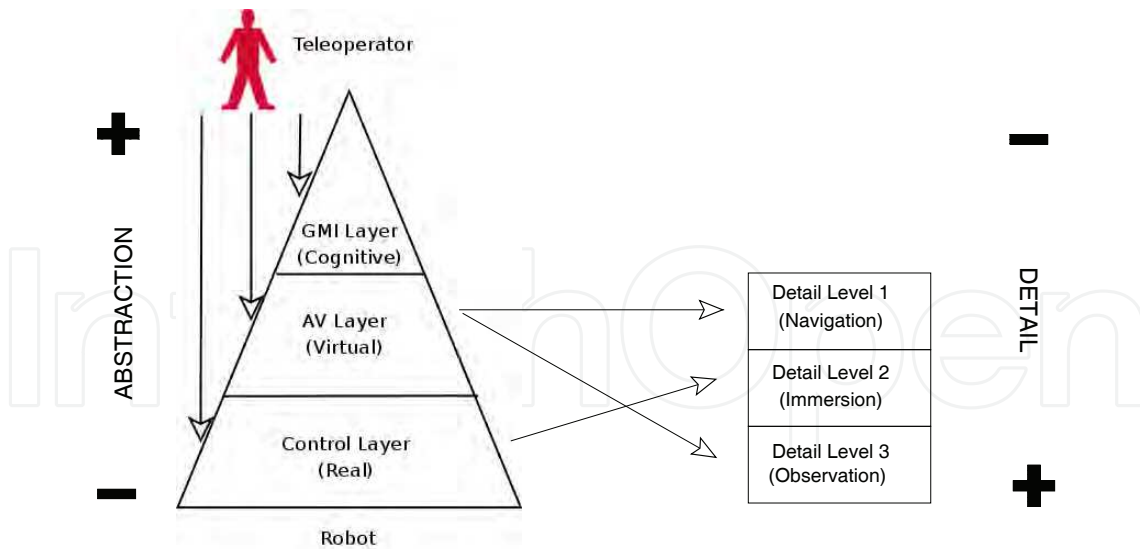 Teleoperator
+
−
ABSTRACTION
GMI Layer
(Cognitive)
AV Layer
(Virtual)
Control Layer
(Real)
Robot
Detail Level 1
(Navigation)
Detail Level 2
(Immersion)
Detail Level 3
(Observation)
DETAIL
−
+
InTechOpen